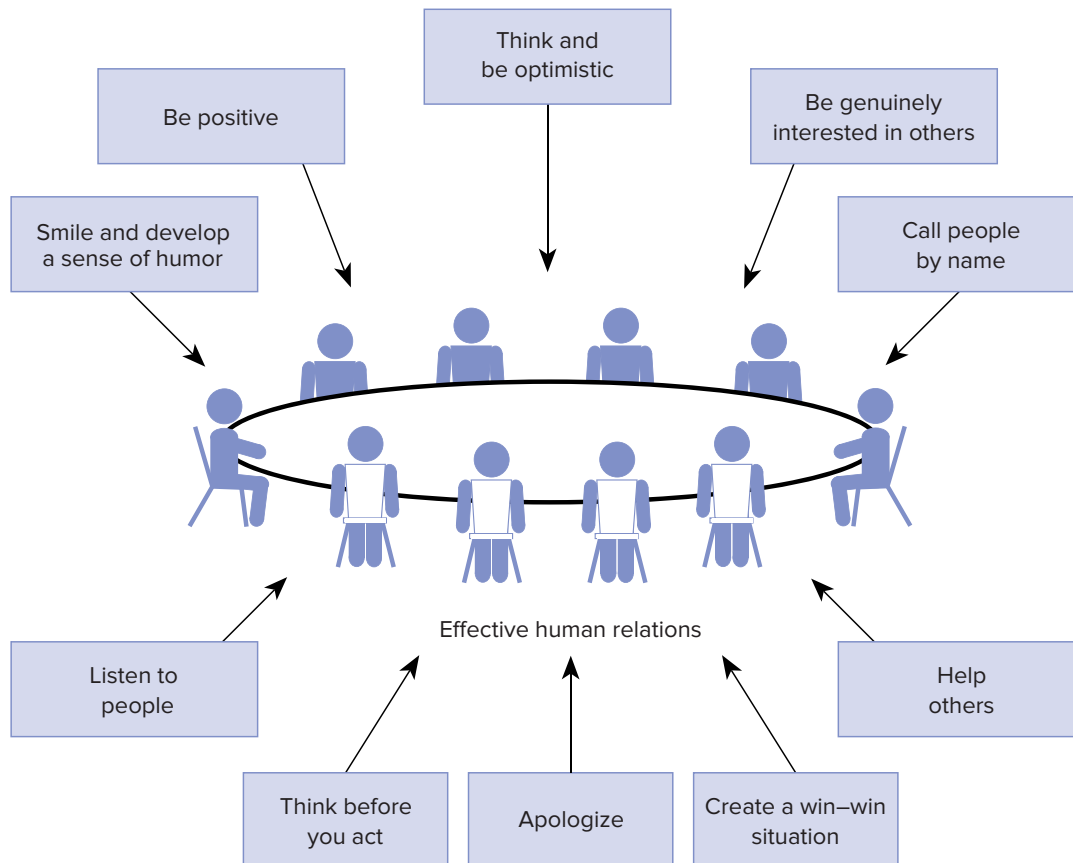 Think and
be optimistic
Be positive
Be genuinely
interested in others
Smile and develop
a sense of humor
Call people
by name
Effective human relations
Listen to
people
Help
others
Think before
you act
Apologize
Create a win–win
situation